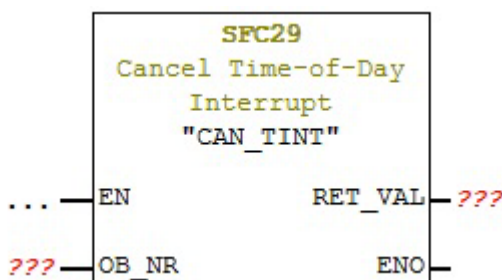 SFC29
Cancel Time-of-Day
Interrupt
"CAN_TINT"
... EN RET_VAL ???
??? OB_NR ENO